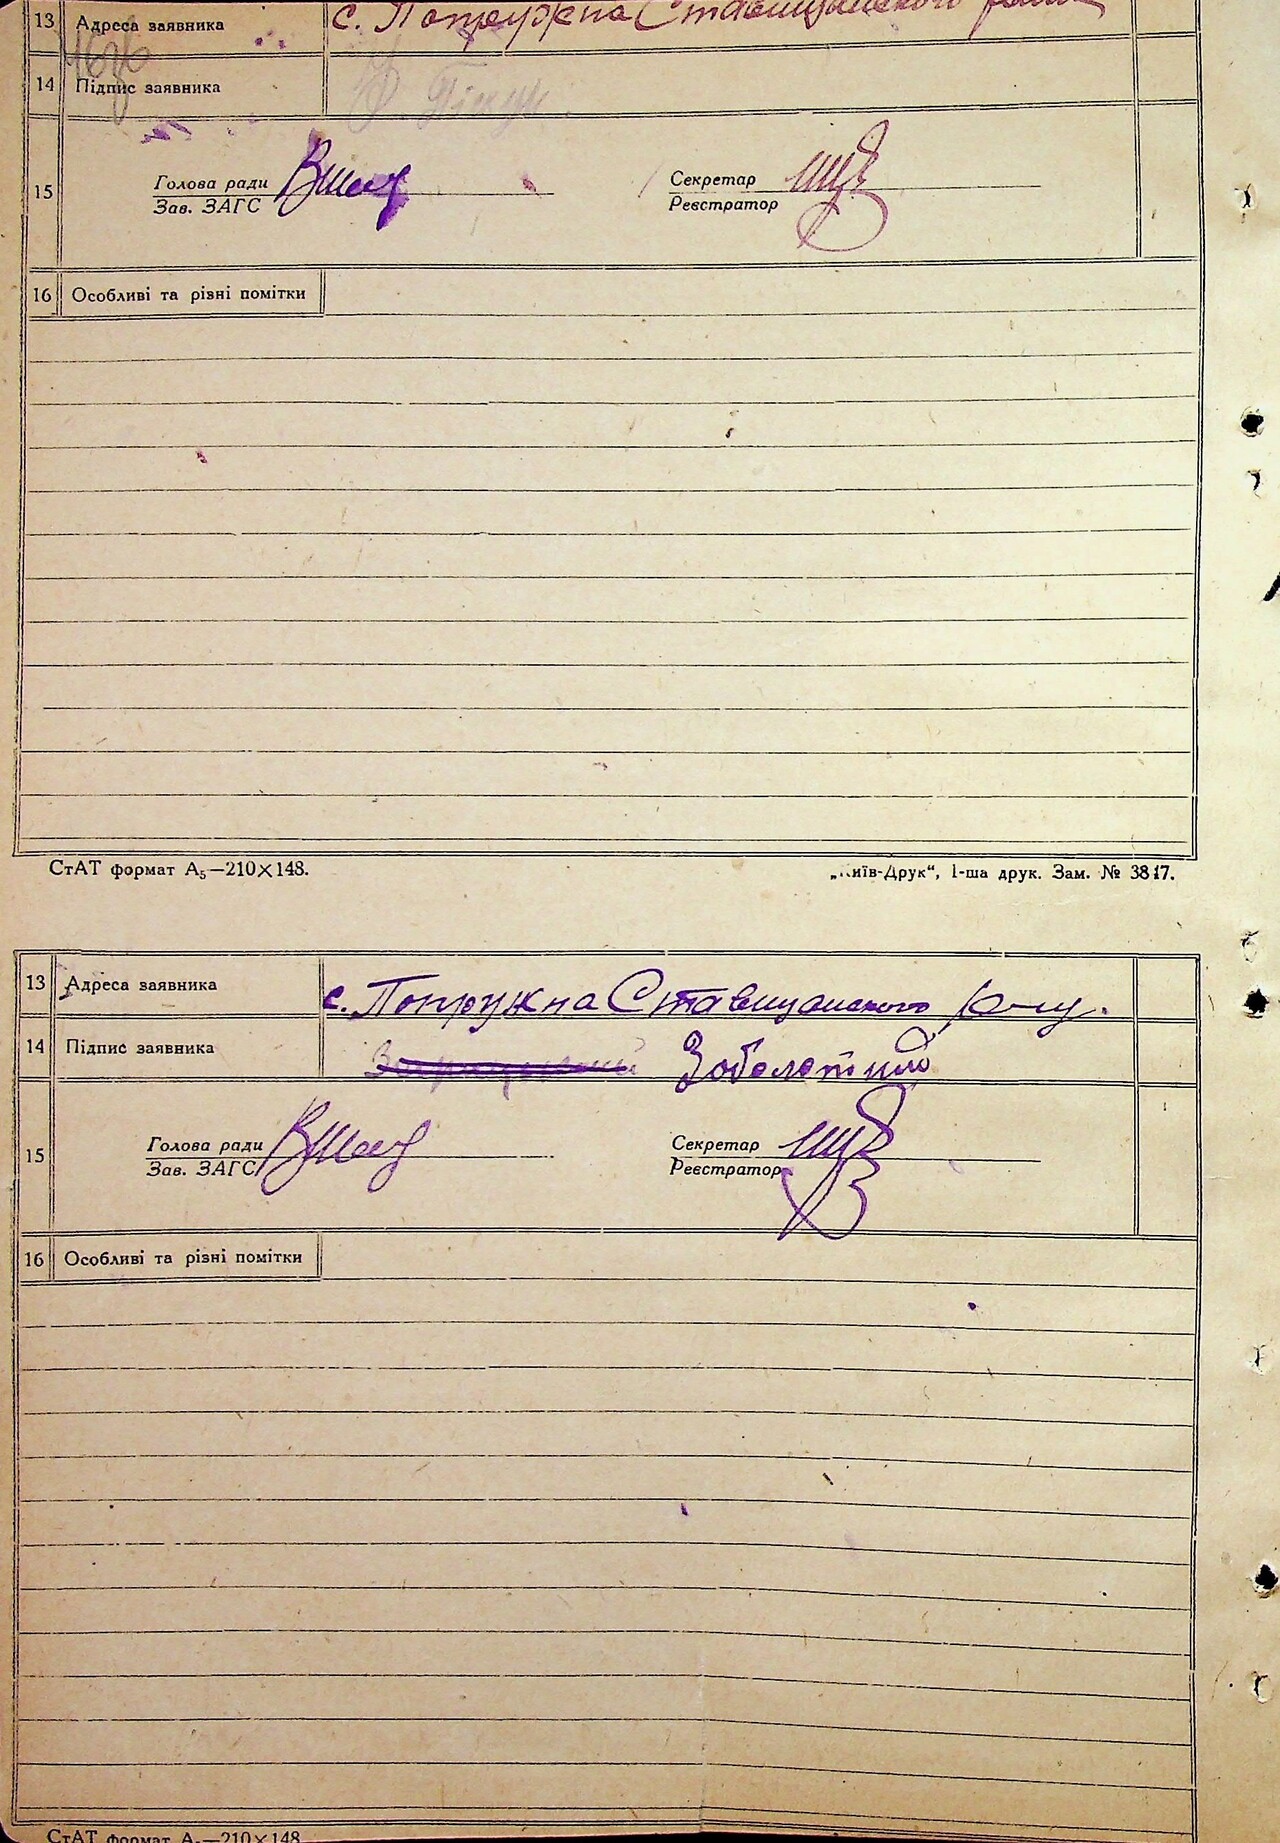 13 Адреса заявника с. Попружна Ставищанського
14 Підпис заявника
15 Голова ради Секретар
Зав. ЗАГС Реєстратор
16 Особливі та різні помітки
СтАТ формат А₅—210×148. „Київ-Друк“, 1-ша друк. Зам. № 3817.
13 Адреса заявника с. Попружна Ставищанського р-ну.
14 Підпис заявника Заболотний
15 Голова ради Секретар
Зав. ЗАГС Реєстратор
16 Особливі та різні помітки
СтАТ формат А₅—210×148